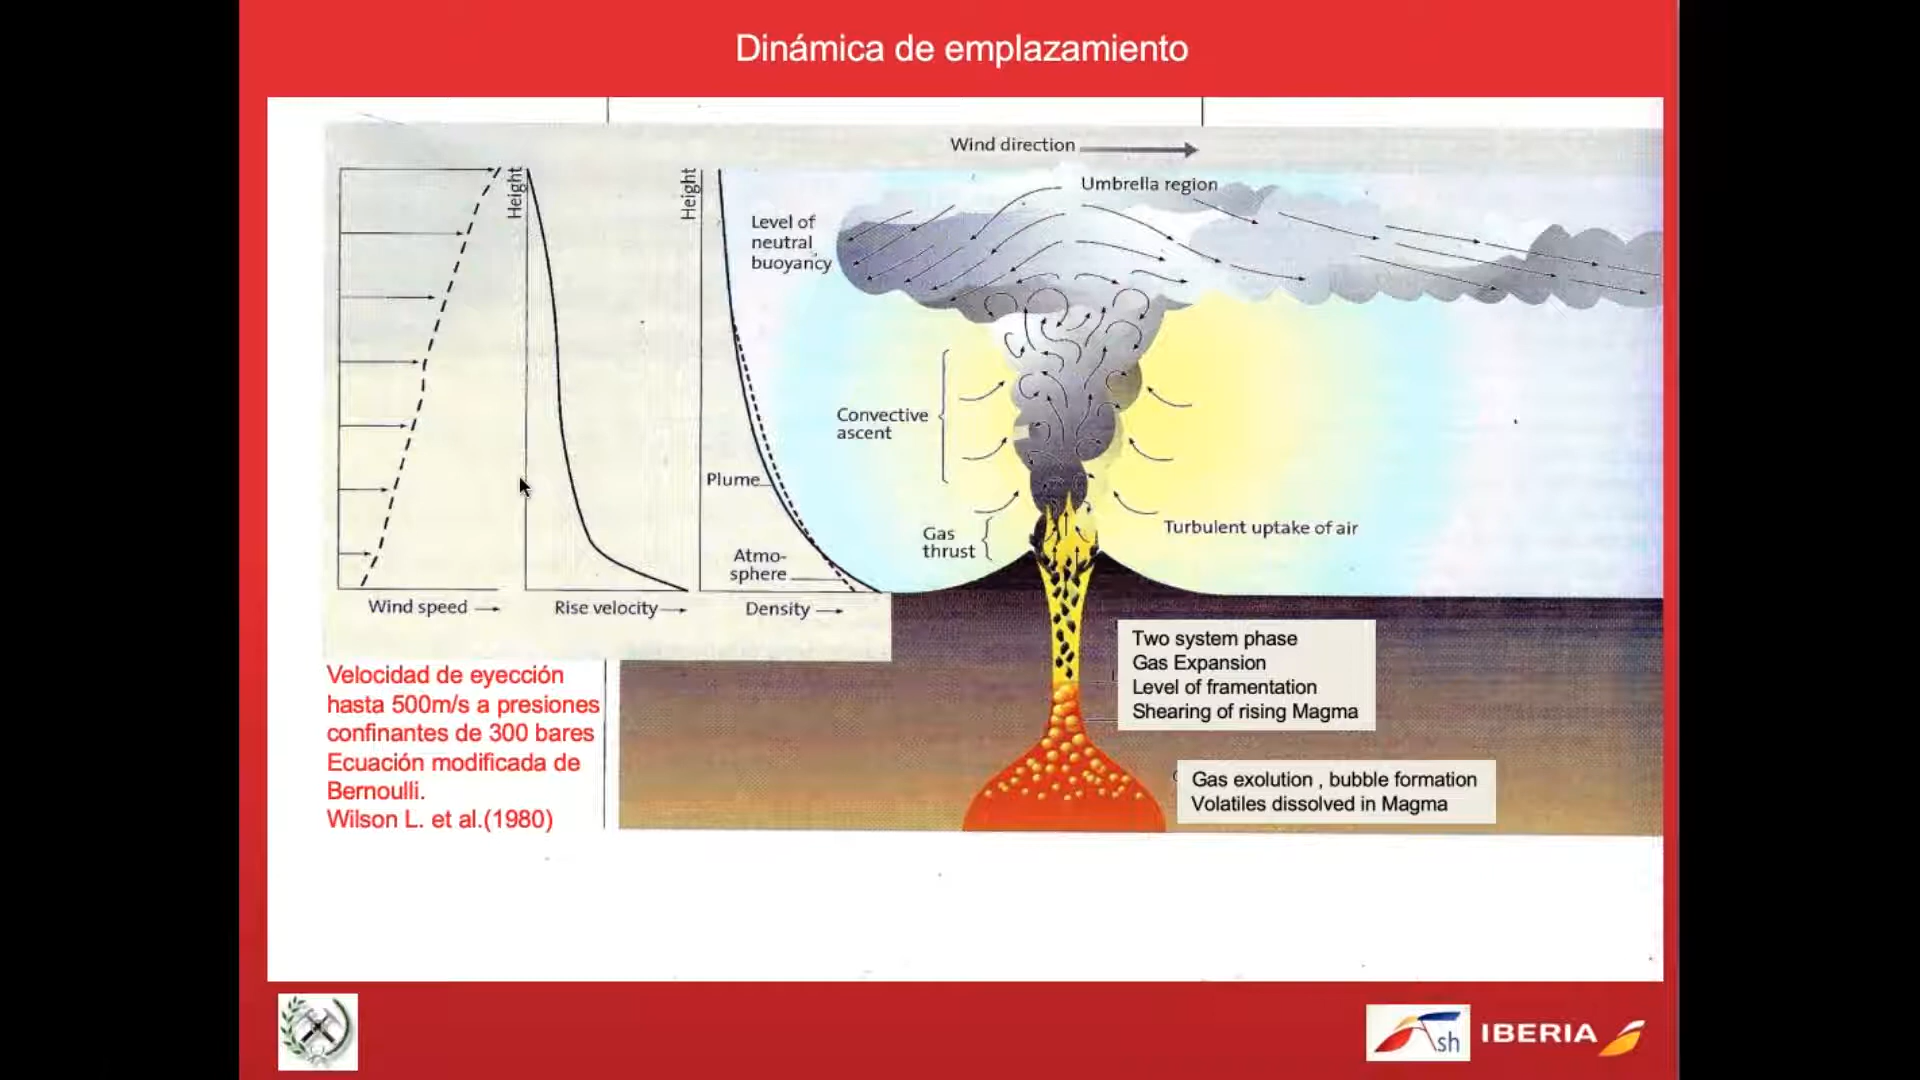 Dinámica de emplazamiento
Wind direction
Umbrella region
Height
Height
Level of
neutral
buoyancy
Convective
ascent
Plume
Gas
thrust
Turbulent uptake of air
Atmo-
sphere
Wind speed
Rise velocity
Density
Two system phase
Gas Expansion
Level of framentation
Shearing of rising Magma
Velocidad de eyección
hasta 500m/s a presiones
confinantes de 300 bares
Ecuación modificada de
Bernoulli.
Wilson L. et al.(1980)
Gas exolution , bubble formation
Volatiles dissolved in Magma
sh
IBERIA